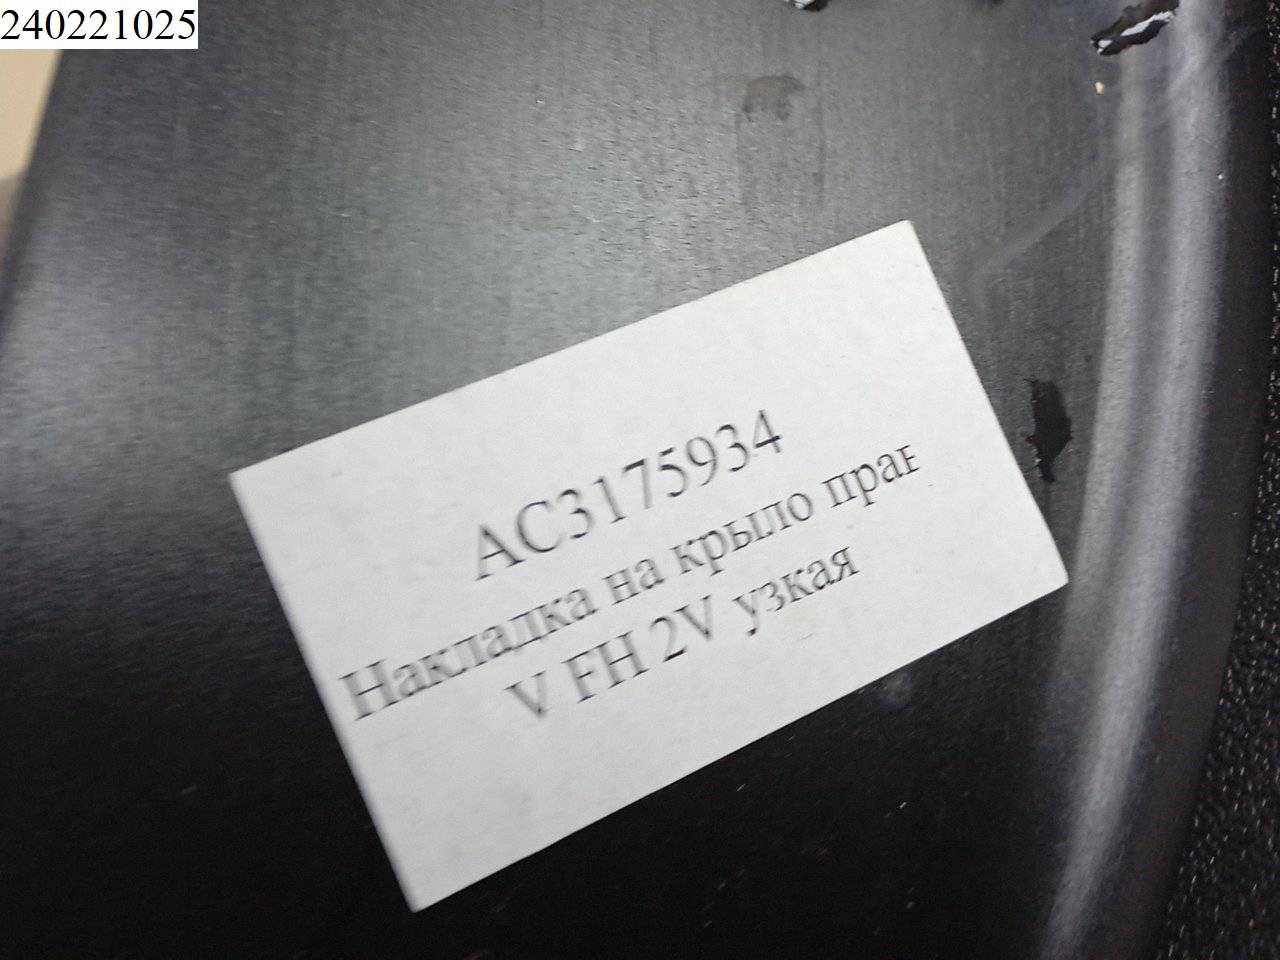 240221025
AC3175934
Накладка на крыло прав
V FH 2V узкая